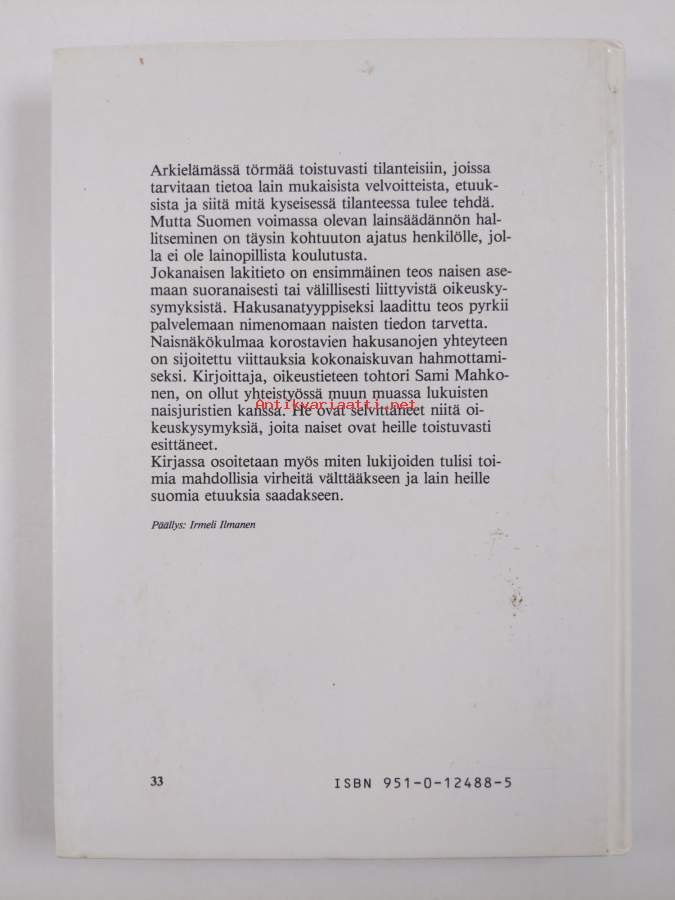 Arkielämässä törmää toistuvasti tilanteisiin, joissa
tarvitaan tietoa lain mukaisista velvoitteista, etuuk-
sista ja siitä mitä kyseisessä tilanteessa tulee tehdä.
Mutta Suomen voimassa olevan lainsäädännön hal-
litseminen on täysin kohtuuton ajatus henkilölle, jol-
la ei ole lainopillista koulutusta.
Jokanaisen lakitieto on ensimmäinen teos naisen ase-
maan suoranaisesti tai välillisesti liittyvistä oikeusky-
symyksistä. Hakusanatyyppiseksi laadittu teos pyrkii
palvelemaan nimenomaan naisten tiedon tarvetta.
Naisnäkökulmaa korostavien hakusanojen yhteyteen
on sijoitettu viittauksia kokonaiskuvan hahmottami-
seksi. Kirjoittaja, oikeustieteen tohtori Sami Mahko-
nen, on ollut yhteistyössä muun muassa lukuisten
naisjuristien kanssa. He ovat selvittäneet niitä oi-
Antikvariaatti.net
keuskysymyksiä, joita naiset ovat heille toistuvasti
esittäneet.
Kirjassa osoitetaan myös miten lukijoiden tulisi toi-
mia mahdollisia virheitä välttääkseen ja lain heille
suomia etuuksia saadakseen.
Päällys: Irmeli Ilmanen
33
ISBN 951-0-12488-5